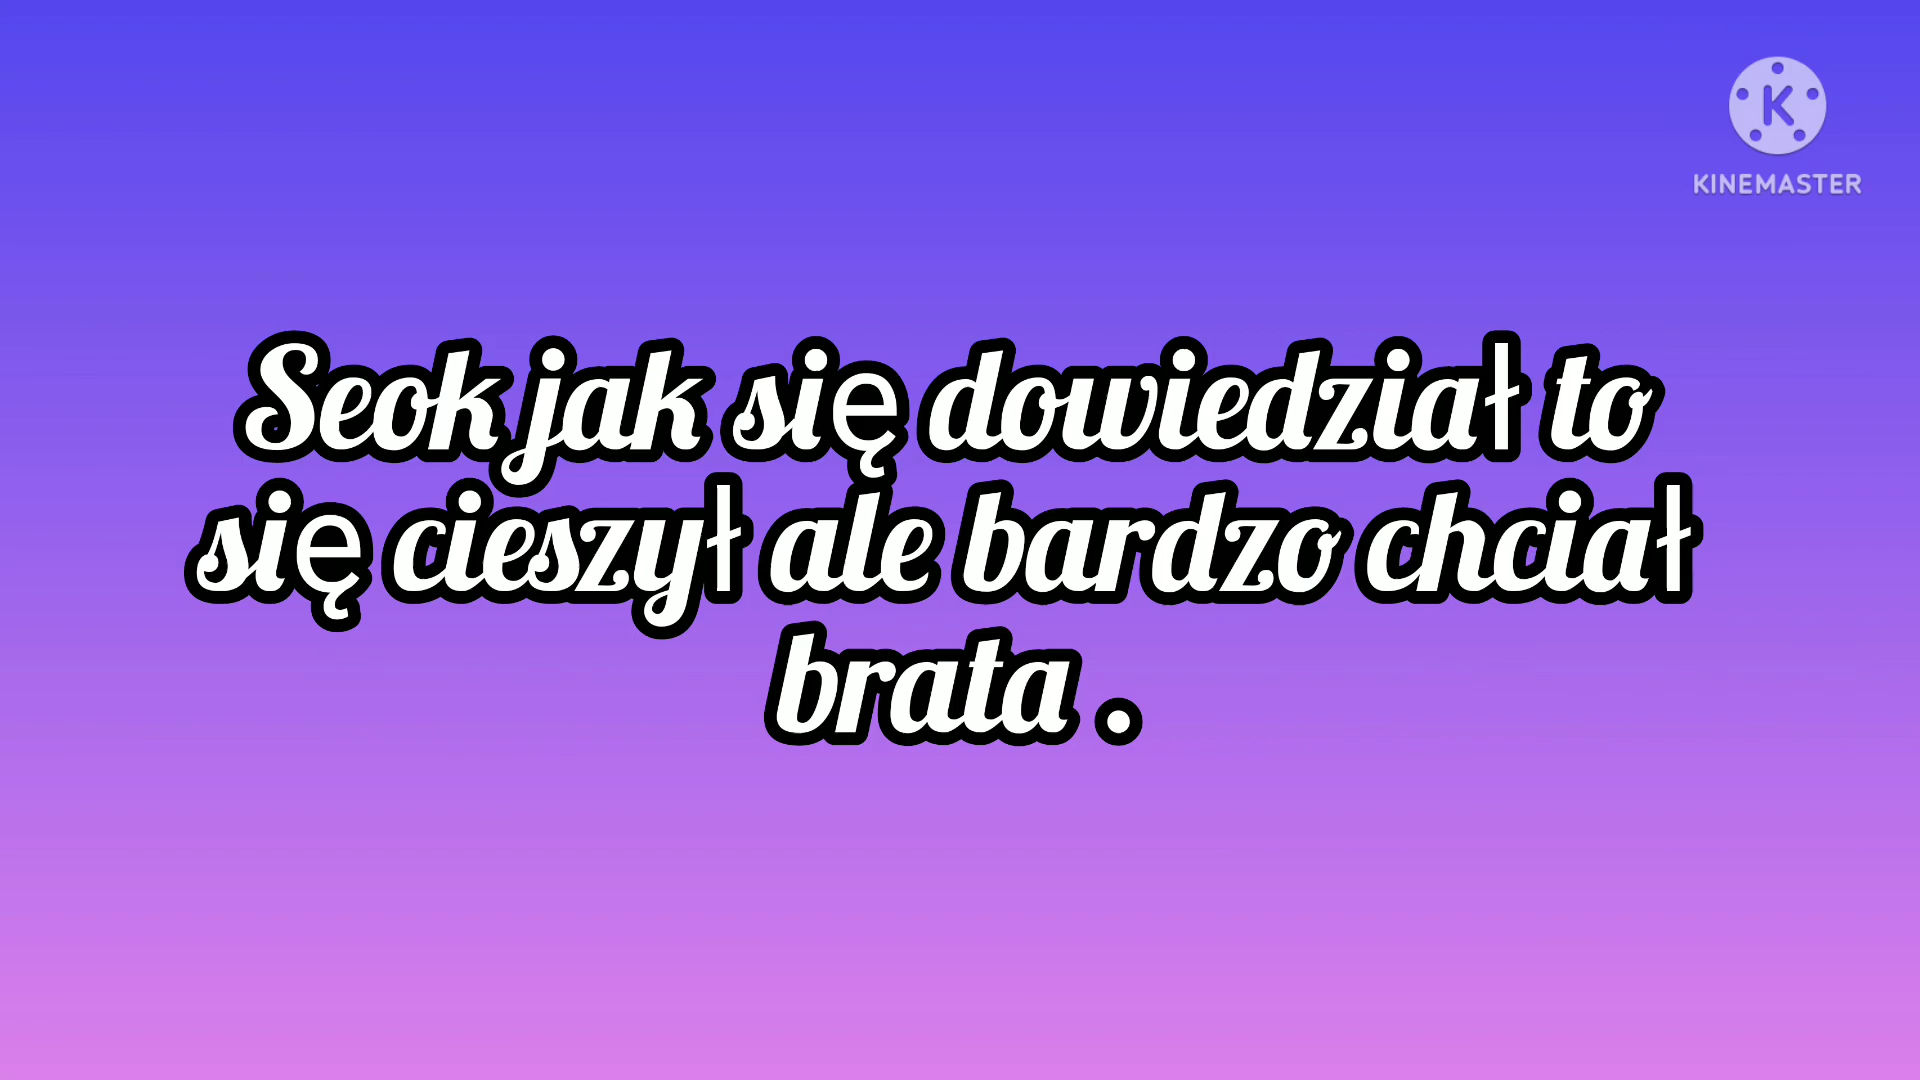 KINEMASTER
Seok jak się dowiedział to
się cieszył ale bardzo chciał
brata .